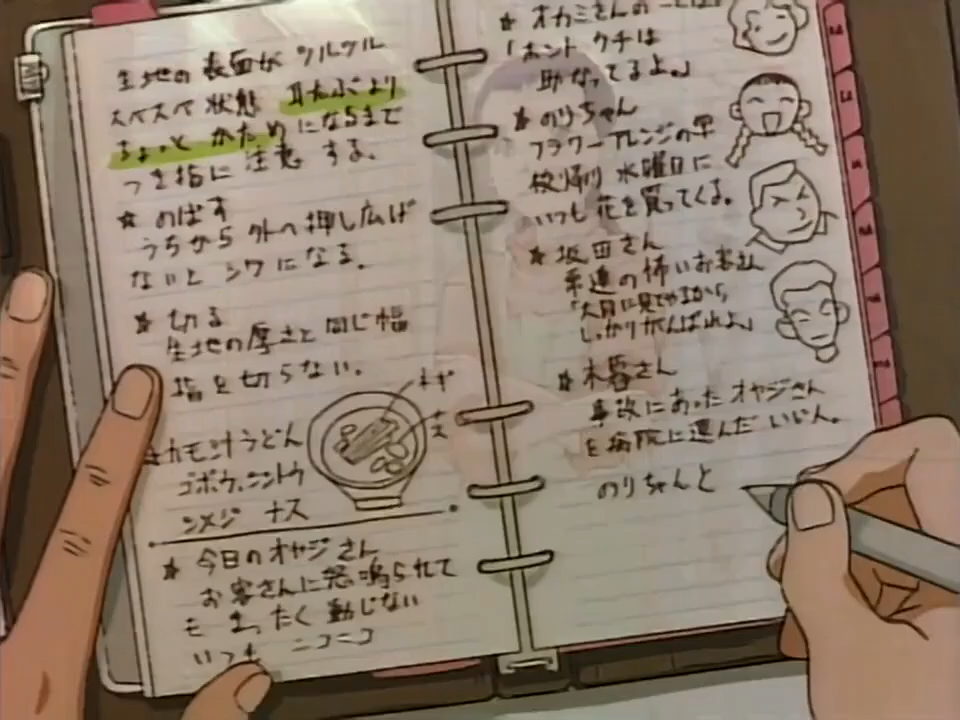 生地の表面がツルツル
スベスベ状態 耳たぶより
ちょっとかためになるまで
つき指に注意する。
★ のばす
うちから外へ押し広げ
ないとシワになる。
★ 切る
生地の厚さと同じ幅
指を切らない。
★カモ汁うどん
ゴボウ、ニントウ
シメジ ナス
ネギ
★ 今日のオヤジさん
お客さんに怒鳴られて
もまったく動じない
いつも ニコニコ
★ オカミさんの
「ホント クチは
助かってるよ。」
★ のりちゃん
フラワーアレンジの学
校帰り 水曜日に
いつも花を買ってくる。
★ 坂田さん
柔道の怖いお客さん
「大目に見てやるから
しっかりがんばれよ」
★ 木暮さん
事故にあったオヤジさん
を病院に運んだいい人。
のりちゃんと